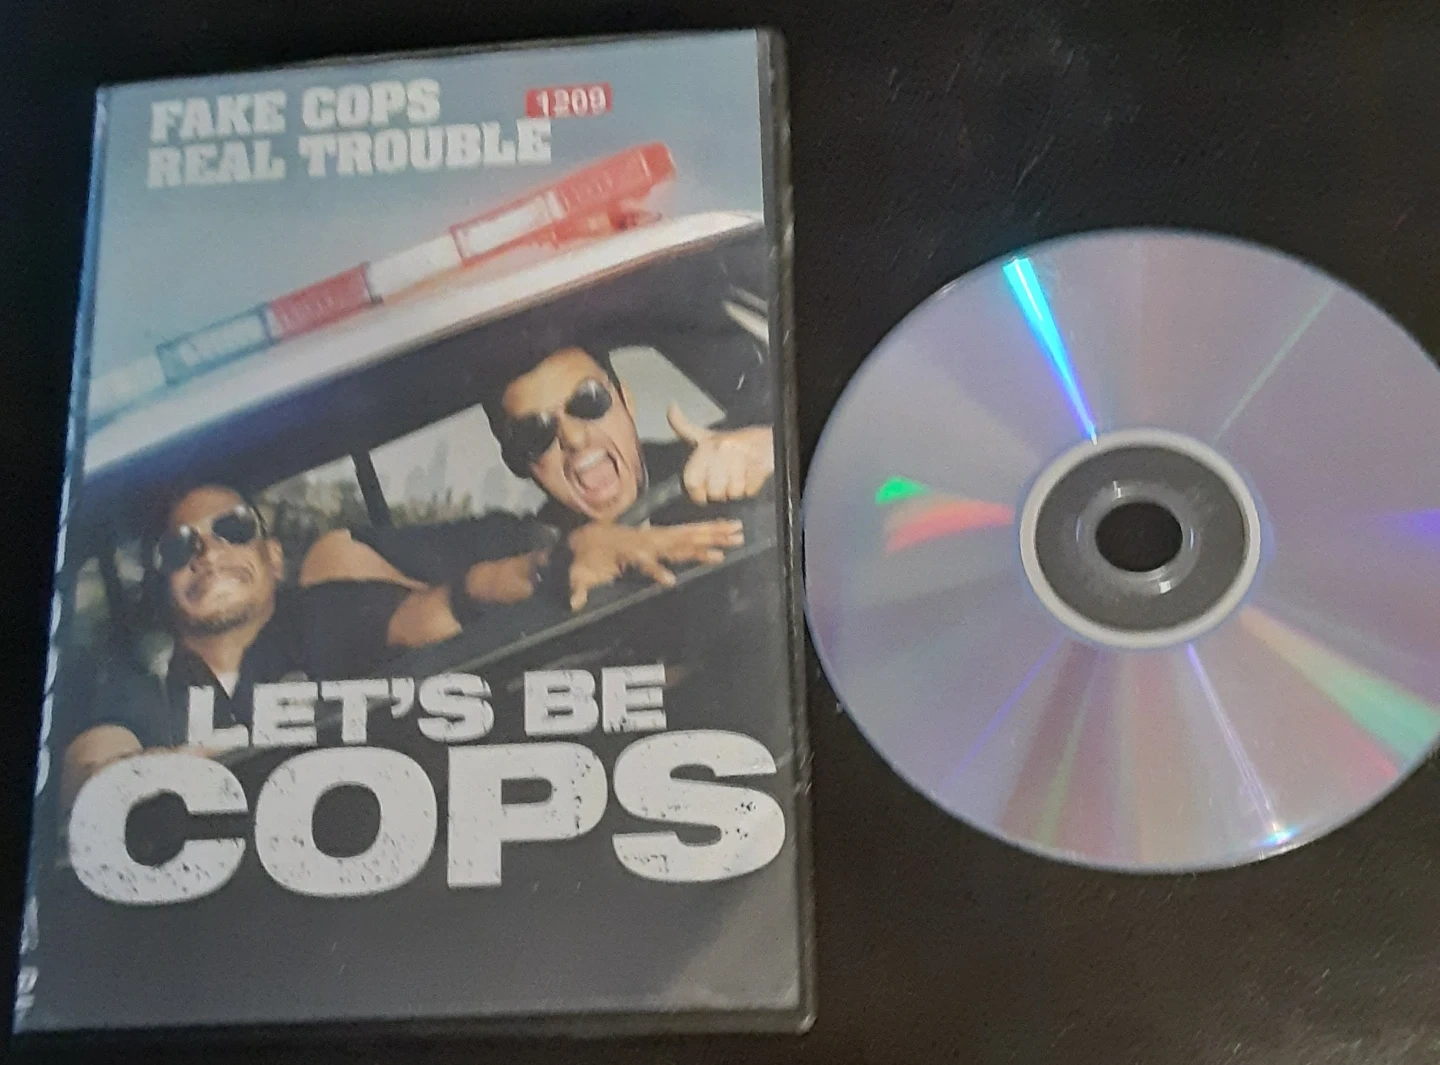 FAKE COPS
1209
REAL TROUBLE
LET'S BE
COPS